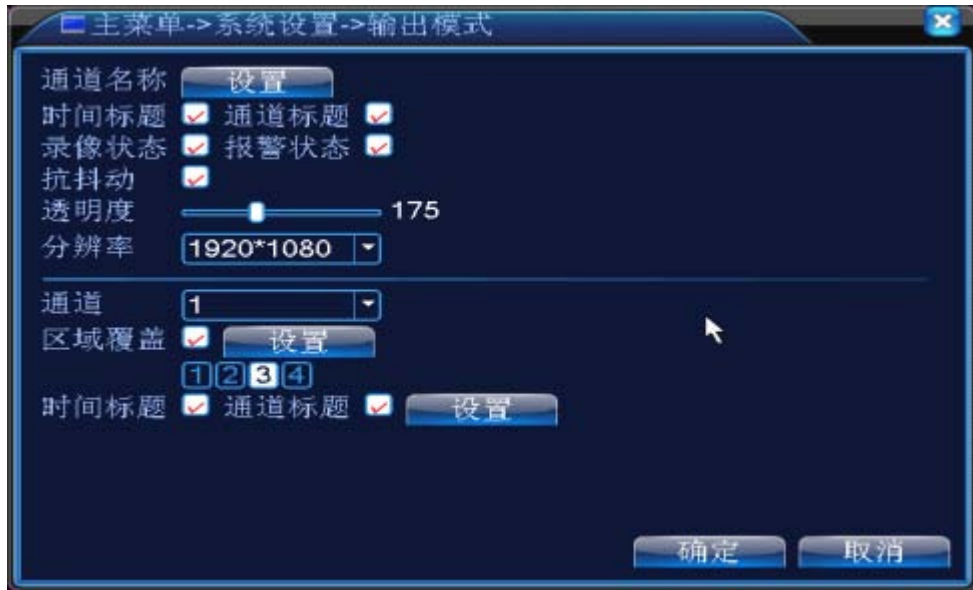 主菜单->系统设置->输出模式
通道名称 设置
时间标题 通道标题
录像状态 报警状态
抗抖动
透明度 175
分辨率 1920*1080
通道 1
区域覆盖 设置
1 2 3 4
时间标题 通道标题 设置
确定 取消